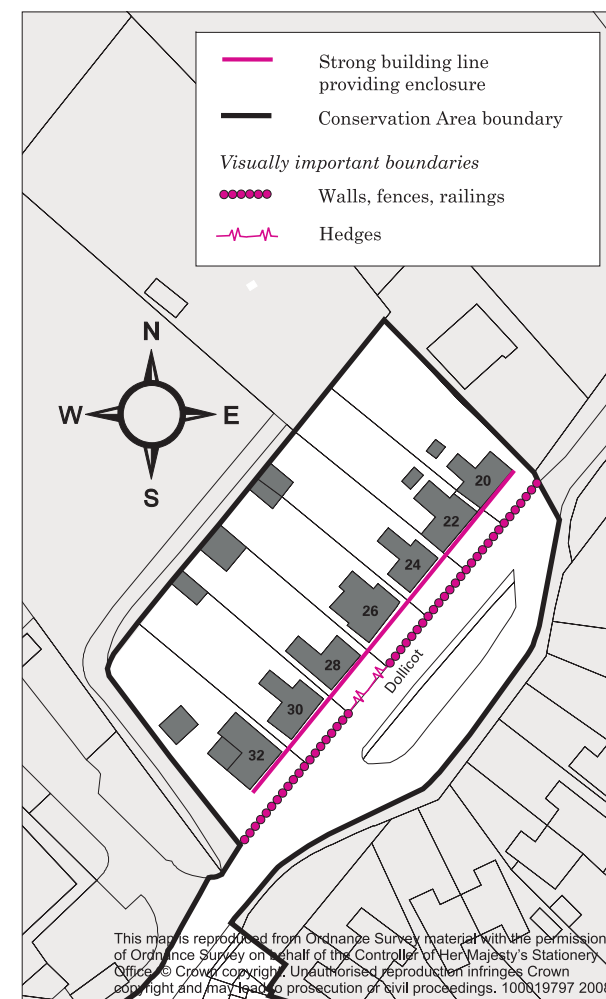 Strong building line
providing enclosure
Conservation Area boundary
Visually important boundaries
Walls, fences, railings
Hedges
N
W
E
S
20
22
24
26
28
30
32
Dollicot
This map is reproduced from Ordnance Survey material with the permission
of Ordnance Survey on behalf of the Controller of Her Majesty's Stationery
Office. © Crown copyright. Unauthorised reproduction infringes Crown
copyright and may lead to prosecution or civil proceedings. 100019797 2008